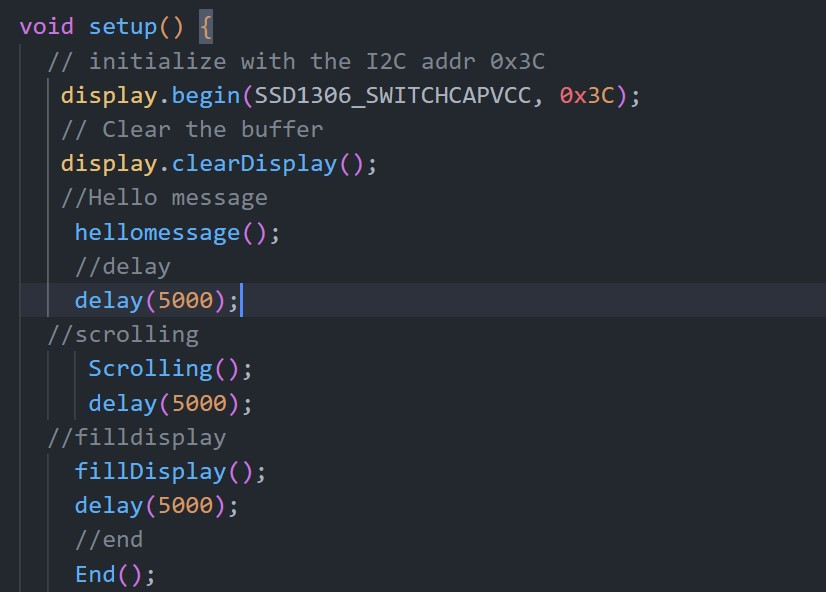 void setup() {
// initialize with the I2C addr 0x3C
display.begin(SSD1306_SWITCHCAPVCC, 0x3C);
// Clear the buffer
display.clearDisplay();
//Hello message
hellomessage();
//delay
delay(5000);
//scrolling
Scrolling();
delay(5000);
//filldisplay
fillDisplay();
delay(5000);
//end
End();